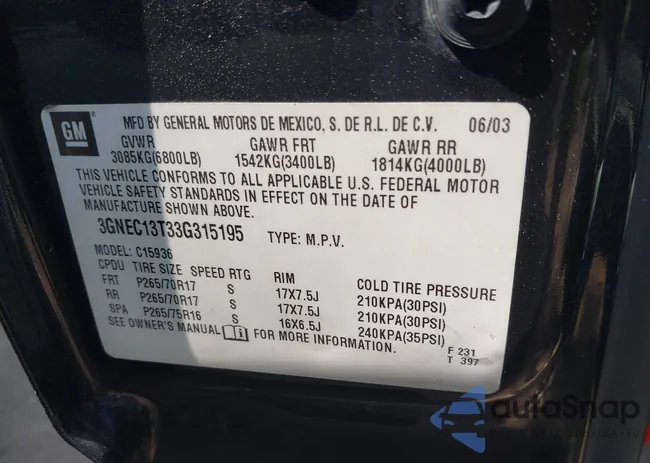 GM ®
MFD BY GENERAL MOTORS DE MEXICO, S. DE R.L. DE C.V. 06/03
GVWR GAWR FRT GAWR RR
3085KG(6800LB) 1542KG(3400LB) 1814KG(4000LB)
THIS VEHICLE CONFORMS TO ALL APPLICABLE U.S. FEDERAL MOTOR
VEHICLE SAFETY STANDARDS IN EFFECT ON THE DATE OF
MANUFACTURE SHOWN ABOVE.
3GNEC13T33G315195 TYPE: M.P.V.
MODEL: C15936
CPDU TIRE SIZE SPEED RTG RIM COLD TIRE PRESSURE
FRT P265/70R17 S 17X7.5J 210KPA(30PSI)
RR P265/70R17 S 17X7.5J 210KPA(30PSI)
SPA P265/75R16 S 16X6.5J 240KPA(35PSI)
SEE OWNER'S MANUAL FOR MORE INFORMATION.
F 231
T 397
autaSnap